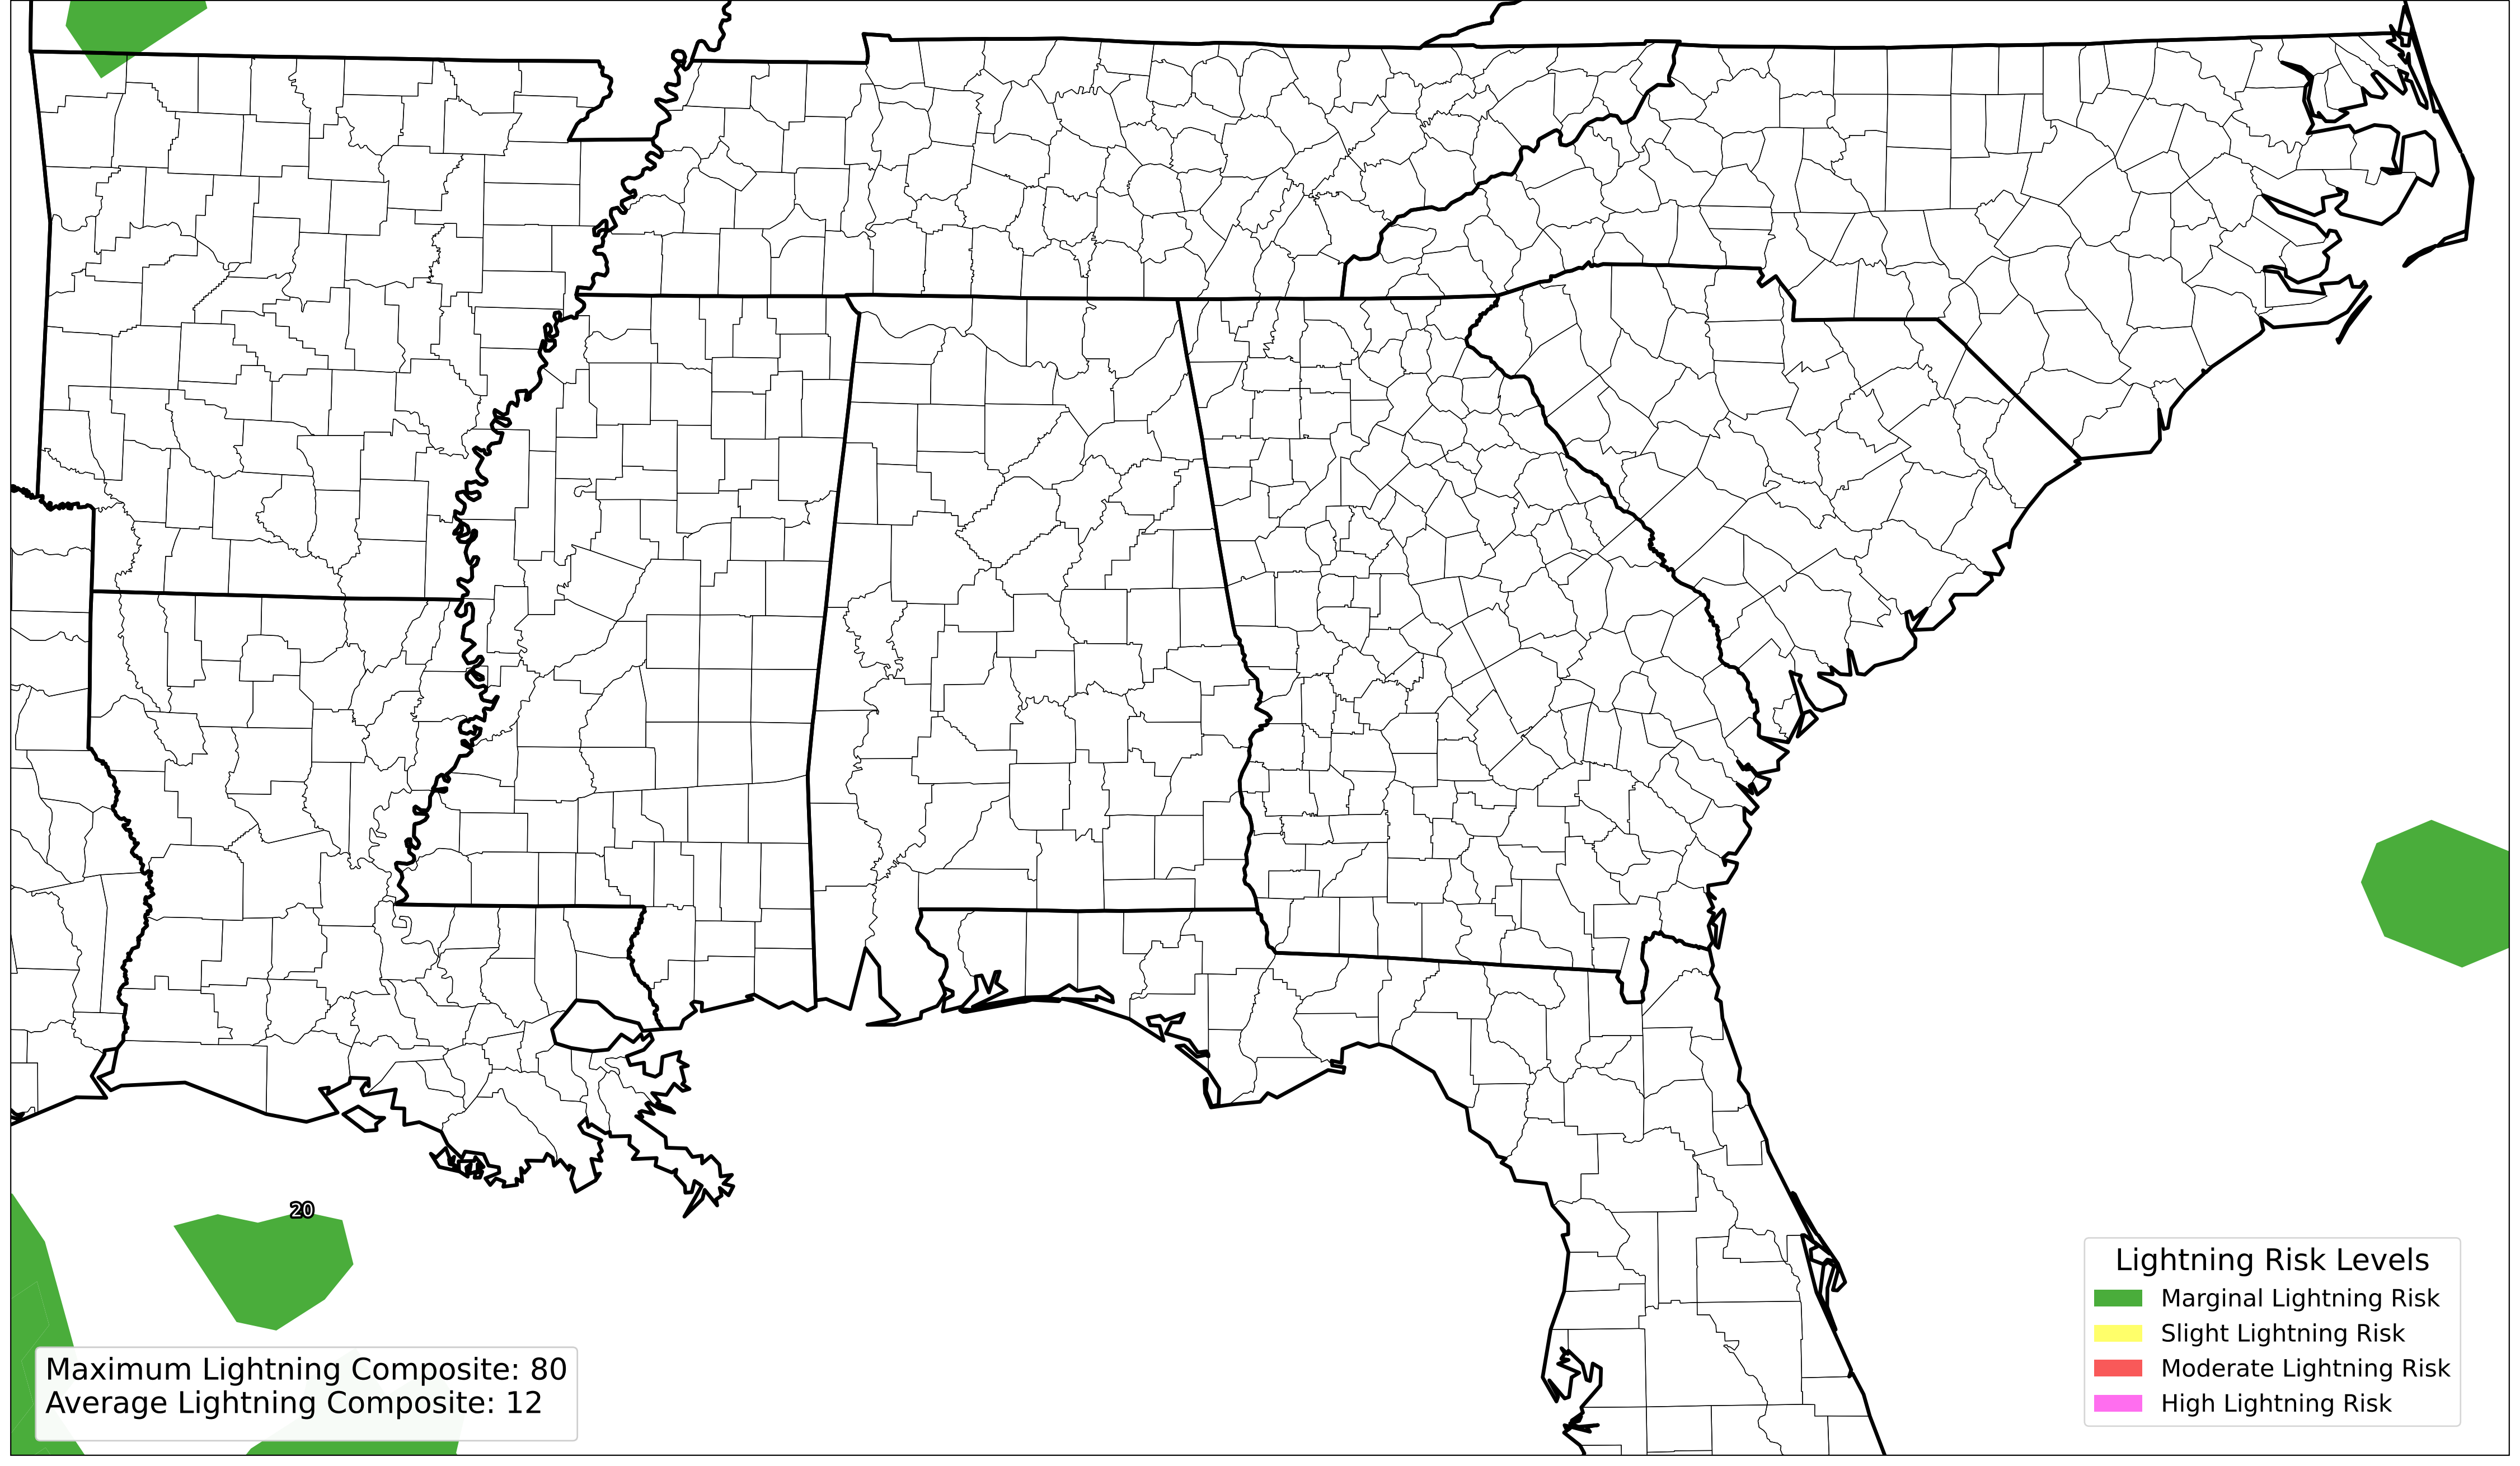 20
Maximum Lightning Composite: 80
Average Lightning Composite: 12
Lightning Risk Levels
Marginal Lightning Risk
Slight Lightning Risk
Moderate Lightning Risk
High Lightning Risk